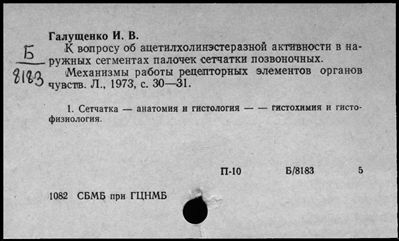 Галущенко И. В.
Б
8183
К вопросу об ацетилхолинэстеразной активности в на-
ружных сегментах палочек сетчатки позвоночных.
Механизмы работы рецепторных элементов органов
чувств. Л., 1973, с. 30—31.
1. Сетчатка — анатомия и гистология — — гистохимия и гисто-
физиология.
П-10 Б/8183 5
1082 СБМБ при ГЦНМБ